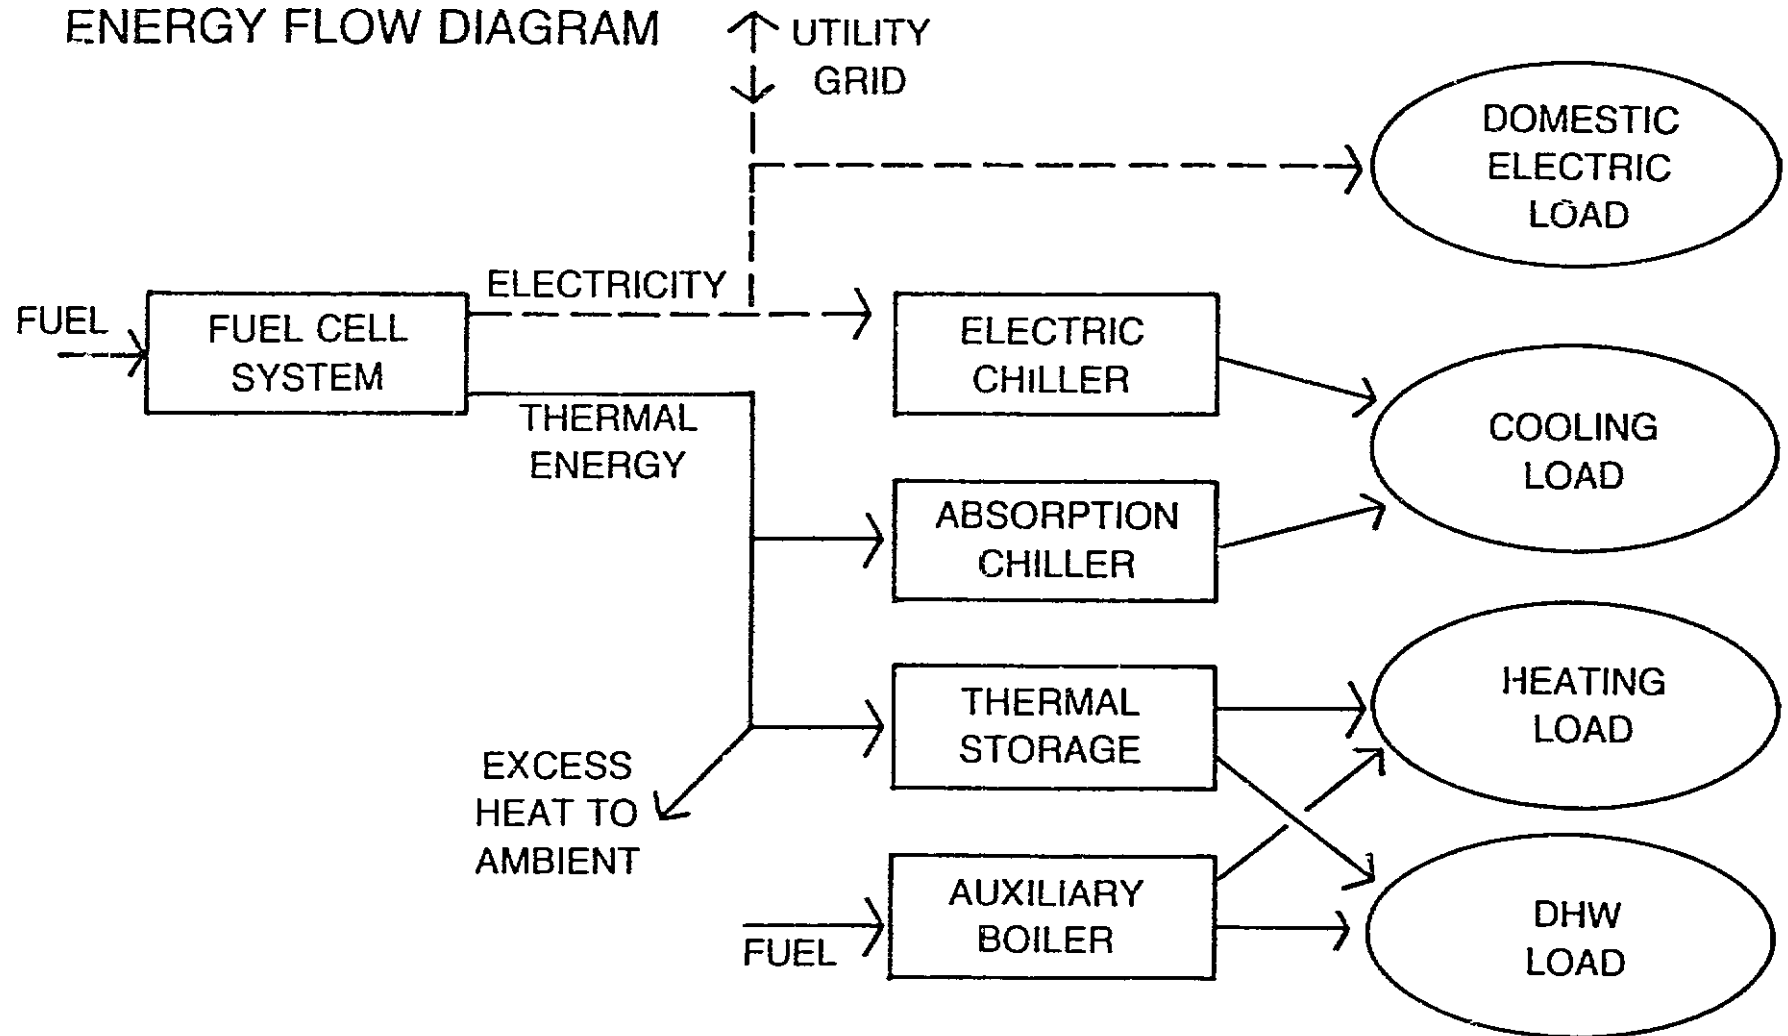 ENERGY FLOW DIAGRAM
UTILITY
GRID
DOMESTIC
ELECTRIC
LOAD
ELECTRICITY
FUEL
FUEL CELL
SYSTEM
THERMAL
ENERGY
ELECTRIC
CHILLER
COOLING
LOAD
ABSORPTION
CHILLER
THERMAL
STORAGE
HEATING
LOAD
EXCESS
HEAT TO
AMBIENT
FUEL
AUXILIARY
BOILER
DHW
LOAD